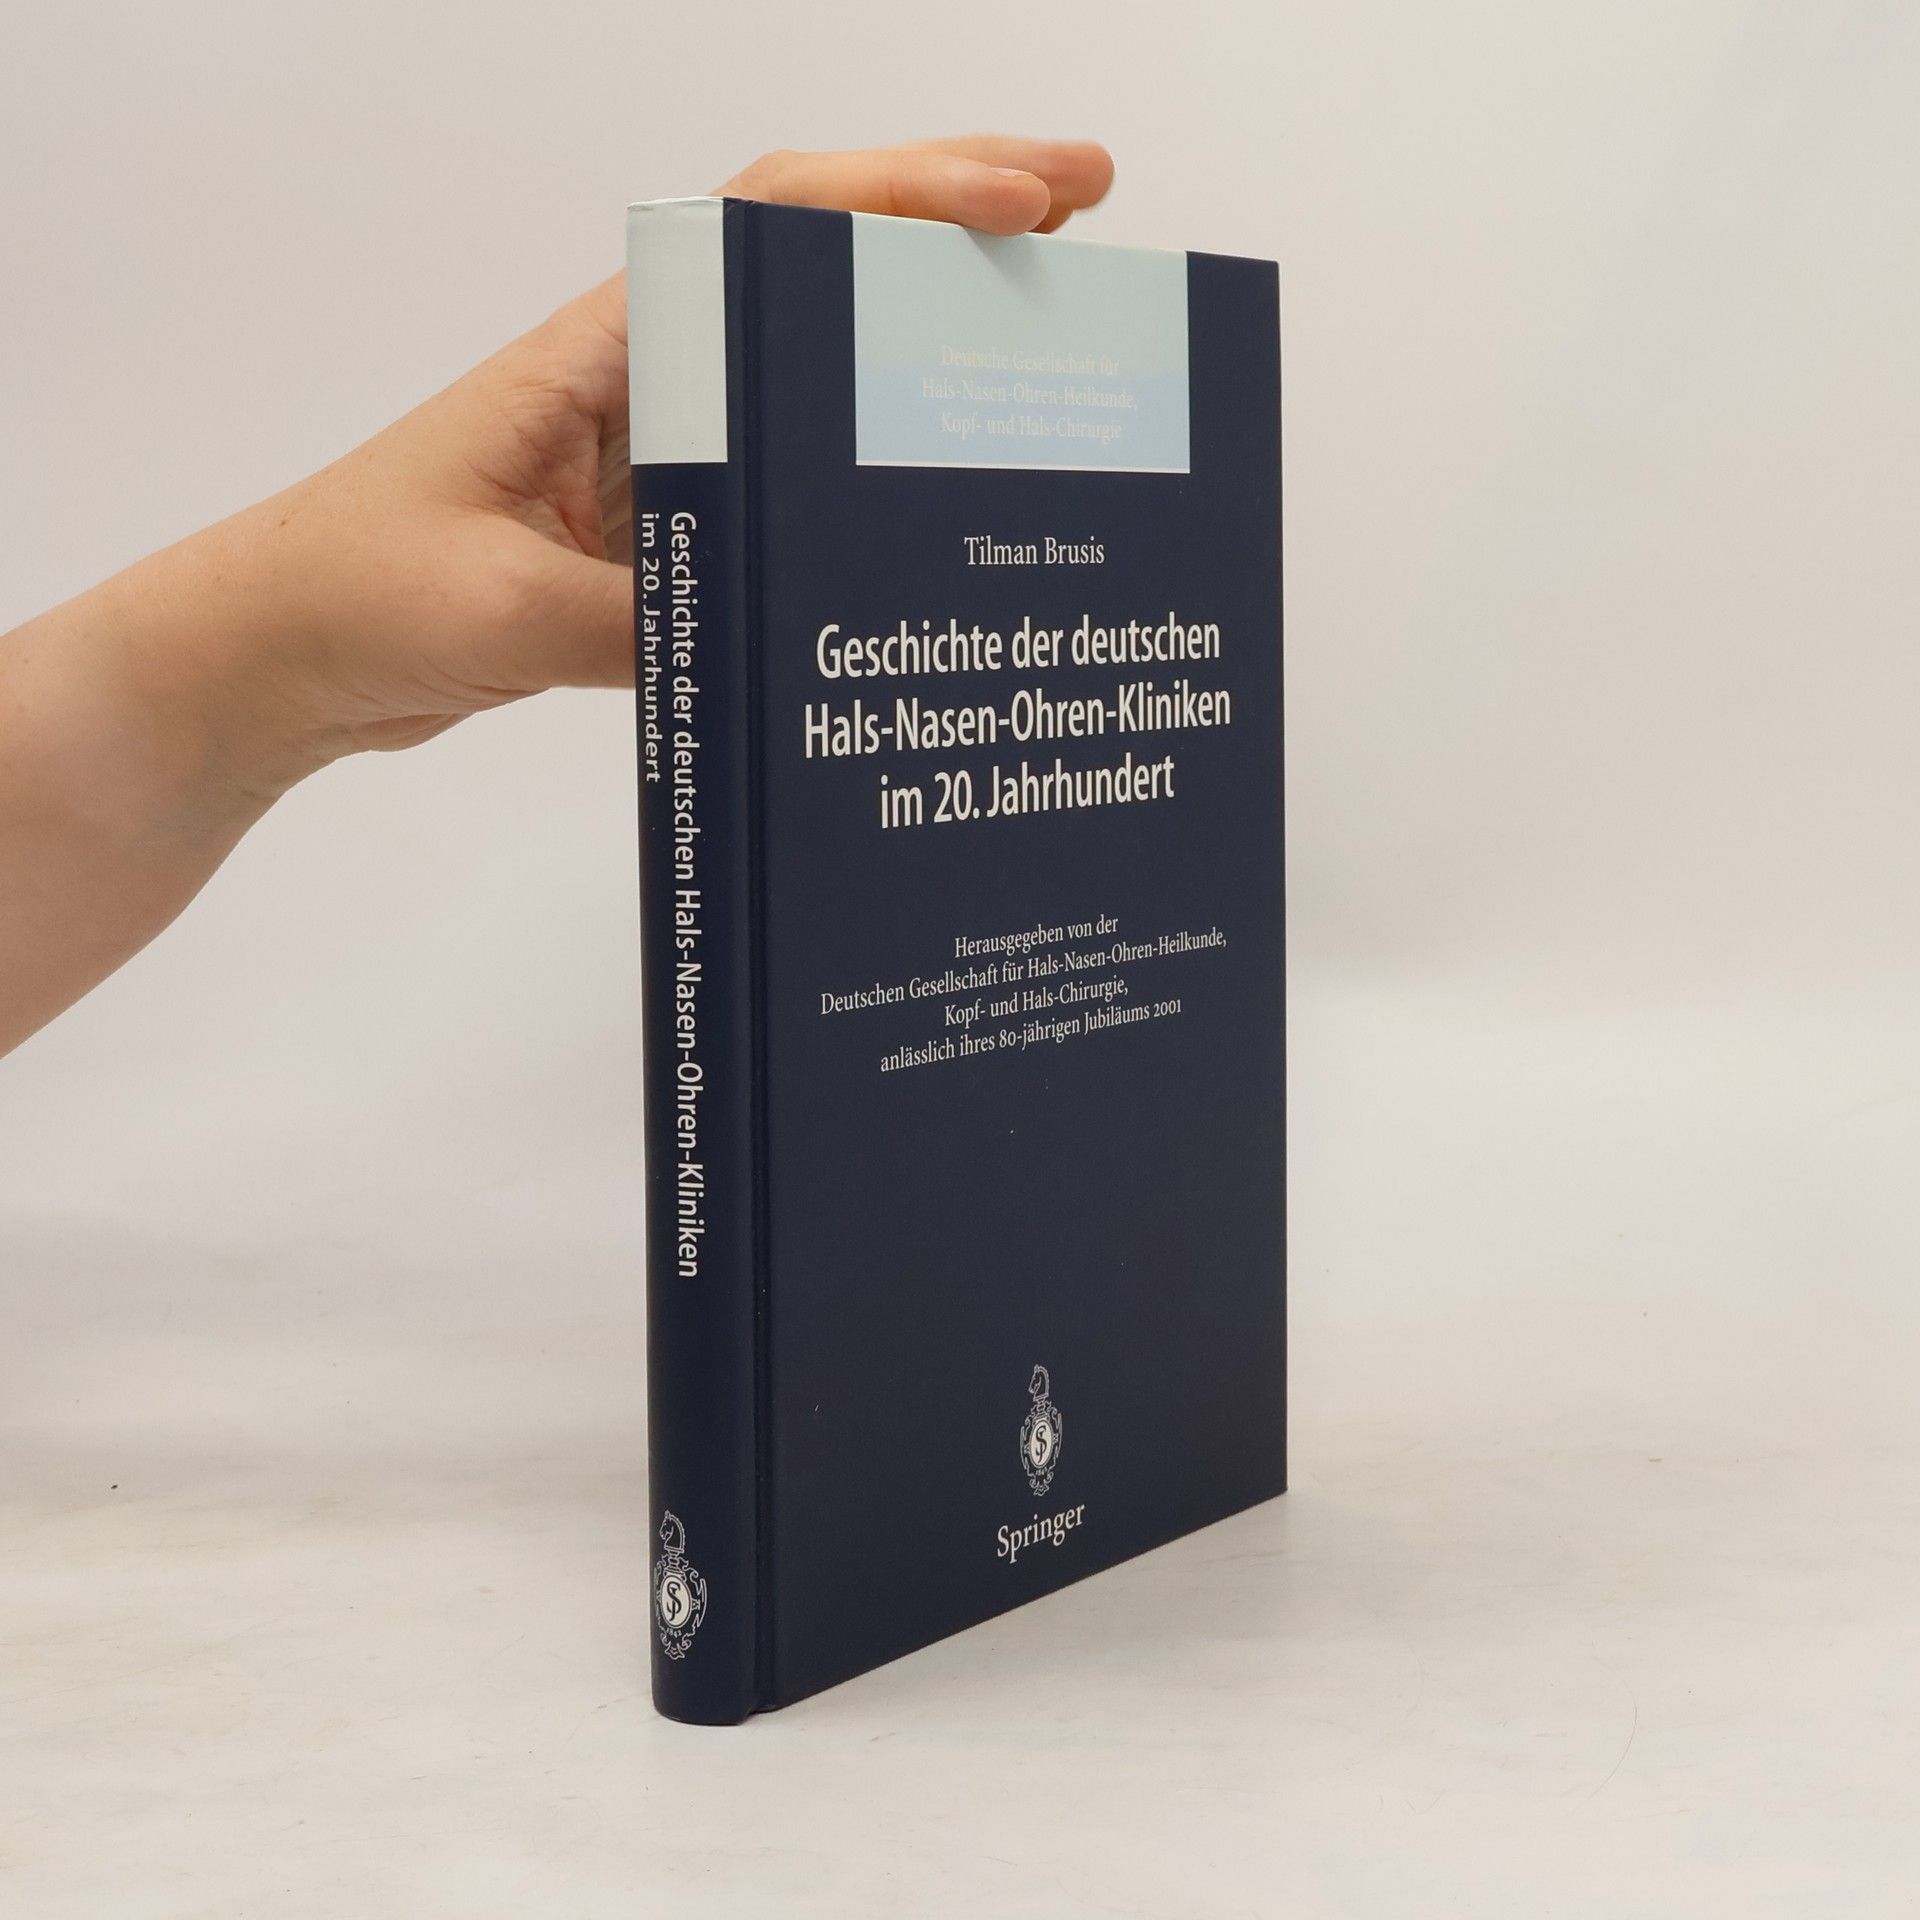 Deutsche Gesellschaft für
Hals-Nasen-Ohren-Heilkunde,
Kopf- und Hals-Chirurgie
Tilman Brusis
Geschichte der deutschen
Hals-Nasen-Ohren-Kliniken
im 20. Jahrhundert
Herausgegeben von der
Deutschen Gesellschaft für Hals-Nasen-Ohren-Heilkunde,
Kopf- und Hals-Chirurgie,
anlässlich ihres 80-jährigen Jubiläums 2001
S
1842
Springer
Geschichte der deutschen Hals-Nasen-Ohren-Kliniken
im 20. Jahrhundert
S
1842